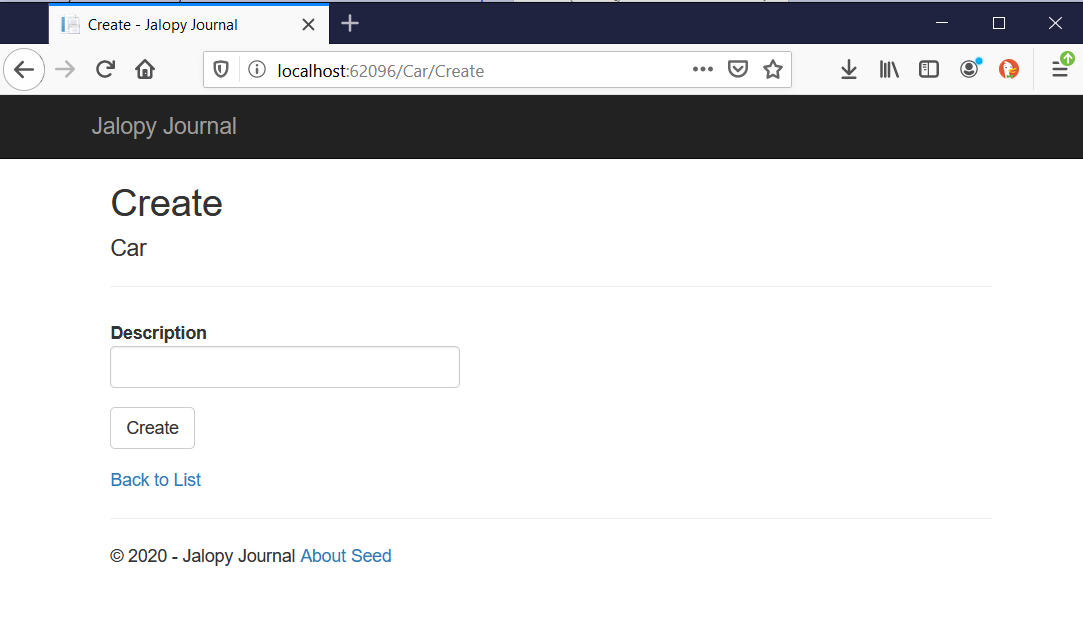 Create - Jalopy Journal
localhost:62096/Car/Create
Jalopy Journal
Create
Car
Description
Create
Back to List
© 2020 - Jalopy Journal About Seed